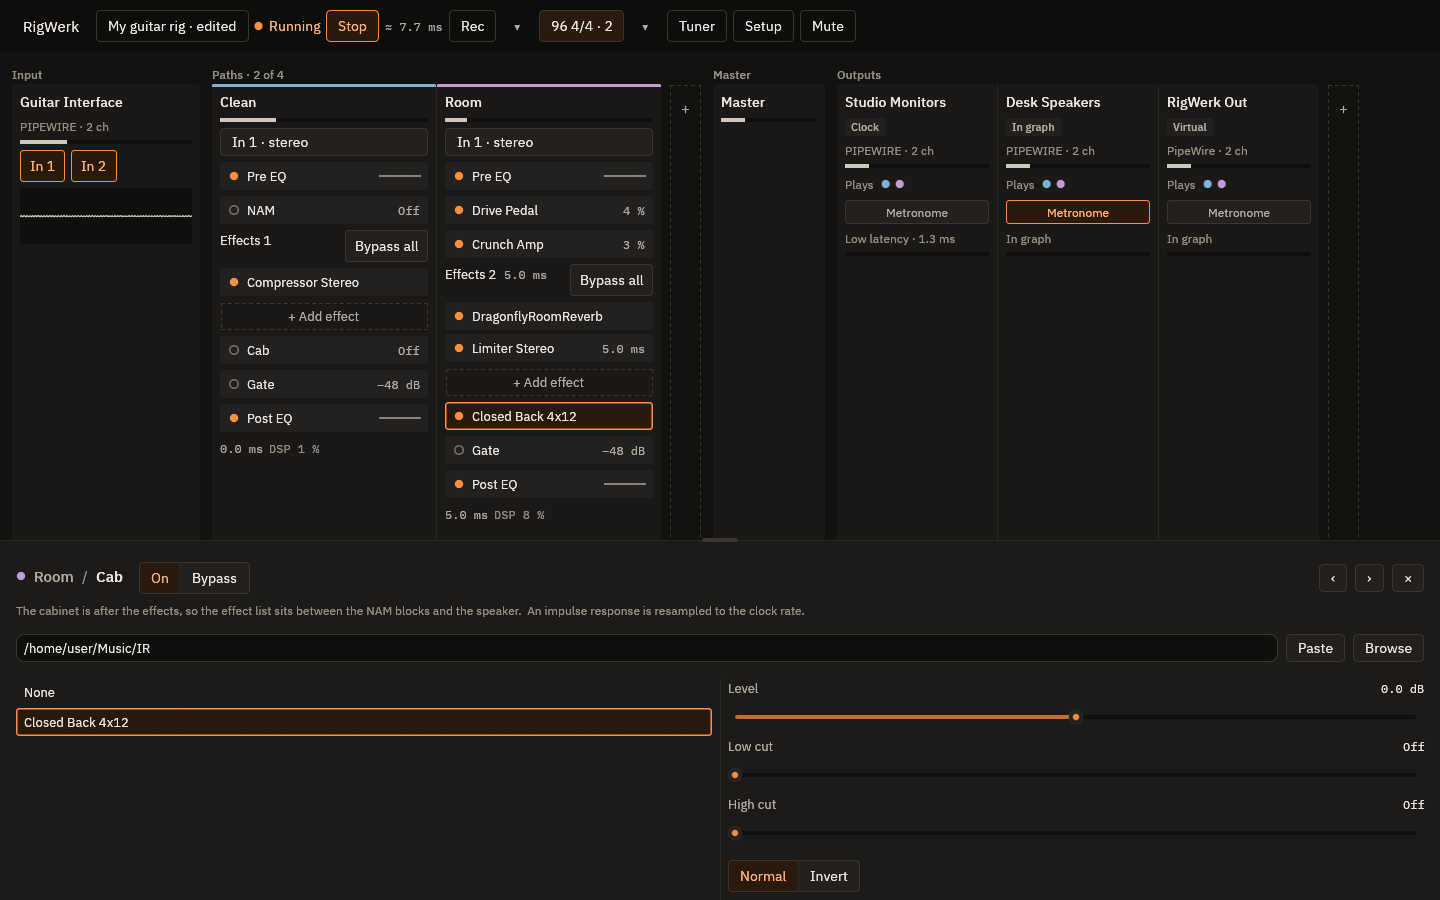 RigWerk
My guitar rig · edited
Running
Stop
≈ 7.7 ms
Rec
▾
96 4/4 · 2
▾
Tuner
Setup
Mute
Input
Guitar Interface
PIPEWIRE · 2 ch
In 1
In 2
Paths · 2 of 4
Clean
In 1 · stereo
Pre EQ
NAM
Off
Effects 1
Bypass all
Compressor Stereo
+ Add effect
Cab
Off
Gate
−48 dB
Post EQ
0.0 ms DSP 1 %
Room
In 1 · stereo
Pre EQ
Drive Pedal
4 %
Crunch Amp
3 %
Effects 2 5.0 ms
Bypass all
DragonflyRoomReverb
Limiter Stereo
5.0 ms
+ Add effect
Closed Back 4x12
Gate
−48 dB
Post EQ
5.0 ms DSP 8 %
+
Master
Master
Outputs
Studio Monitors
Clock
PIPEWIRE · 2 ch
Plays
Metronome
Low latency · 1.3 ms
Desk Speakers
In graph
PIPEWIRE · 2 ch
Plays
Metronome
In graph
RigWerk Out
Virtual
PipeWire · 2 ch
Plays
Metronome
In graph
+
Room / Cab
On
Bypass
‹
›
×
The cabinet is after the effects, so the effect list sits between the NAM blocks and the speaker. An impulse response is resampled to the clock rate.
/home/user/Music/IR
Paste
Browse
None
Closed Back 4x12
Level
0.0 dB
Low cut
Off
High cut
Off
Normal
Invert